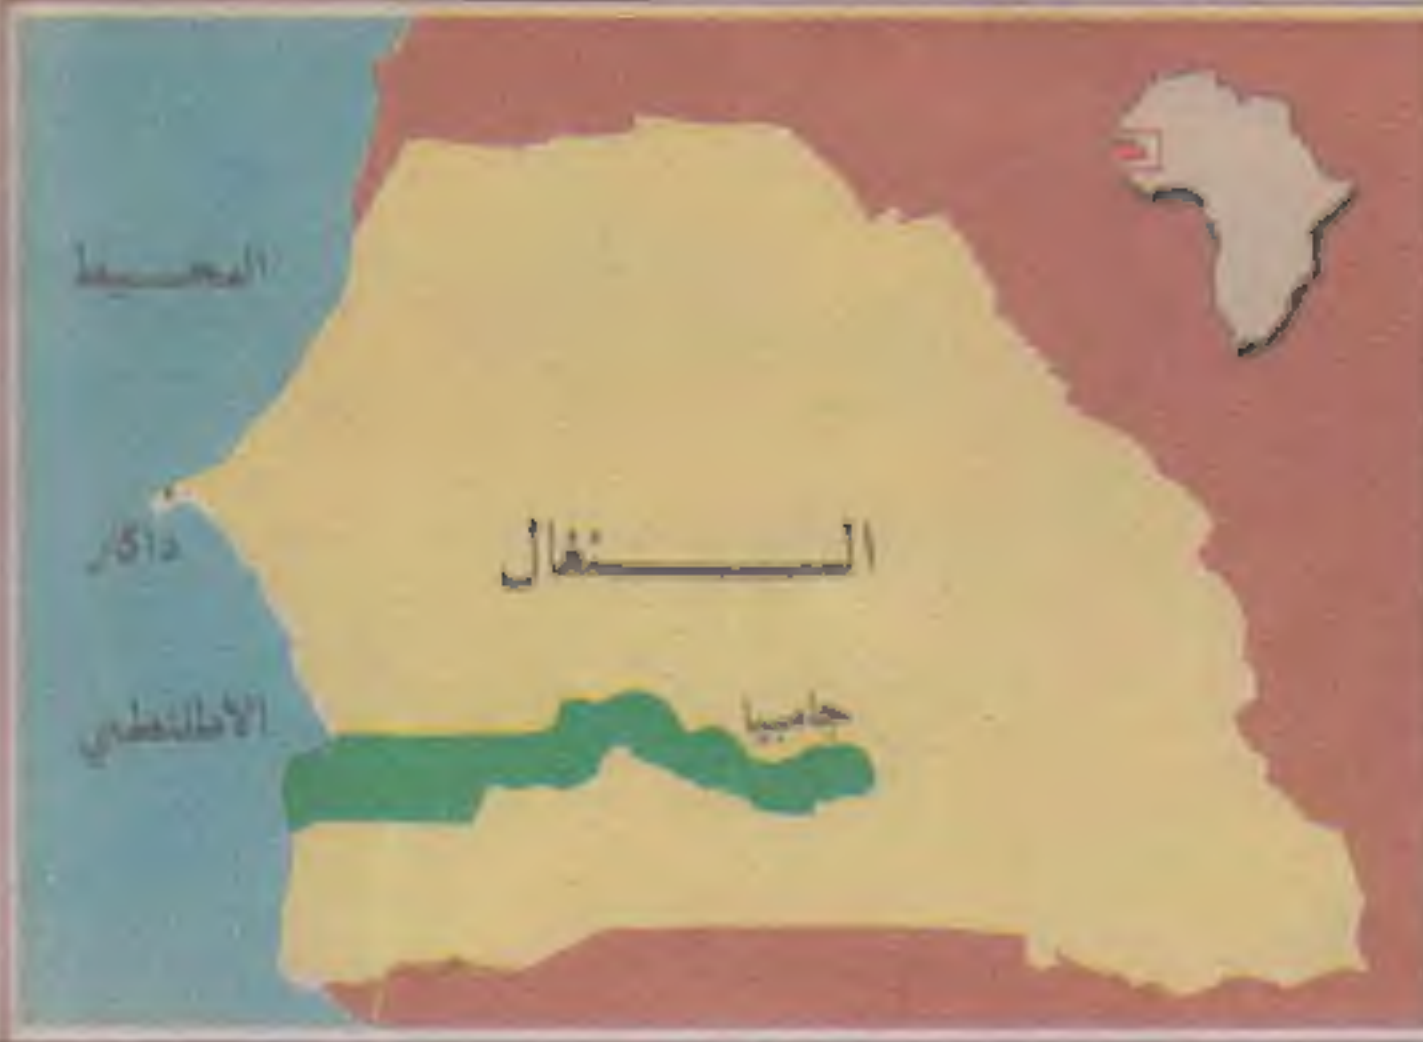 المحيط
داكار
السنغال
الأطلنطي
جامبيا